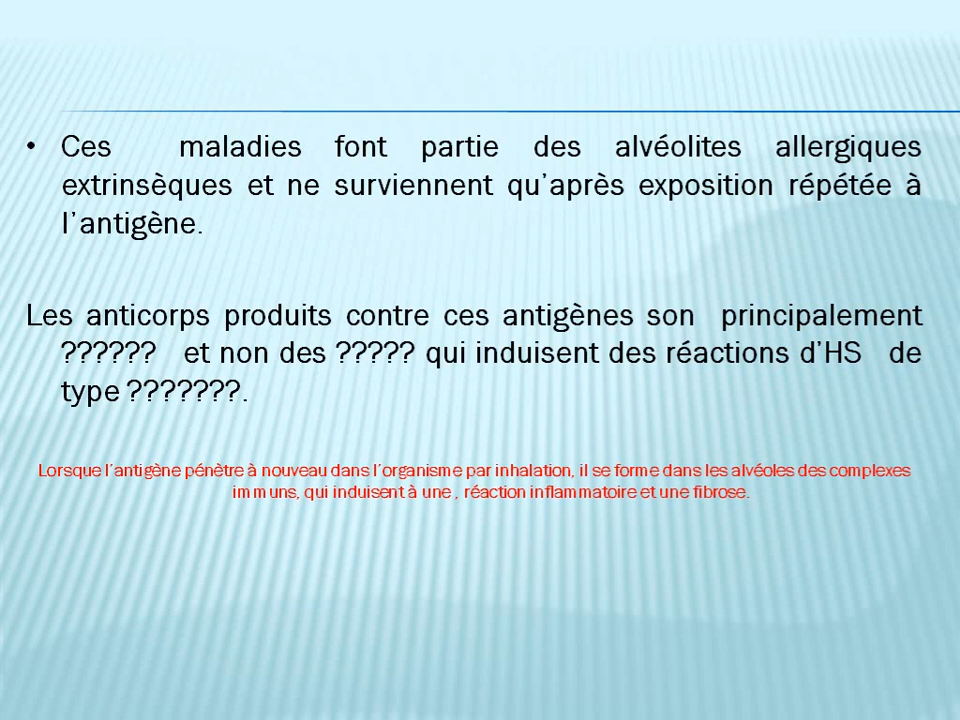 • Ces maladies font partie des alvéolites allergiques
extrinsèques et ne surviennent qu'après exposition répétée à
l'antigène.
Les anticorps produits contre ces antigènes son principalement
?????? et non des ????? qui induisent des réactions d'HS de
type ???????.
Lorsque l'antigène pénètre à nouveau dans l'organisme par inhalation, il se forme dans les alvéoles des complexes
immuns, qui induisent à une , réaction inflammatoire et une fibrose.